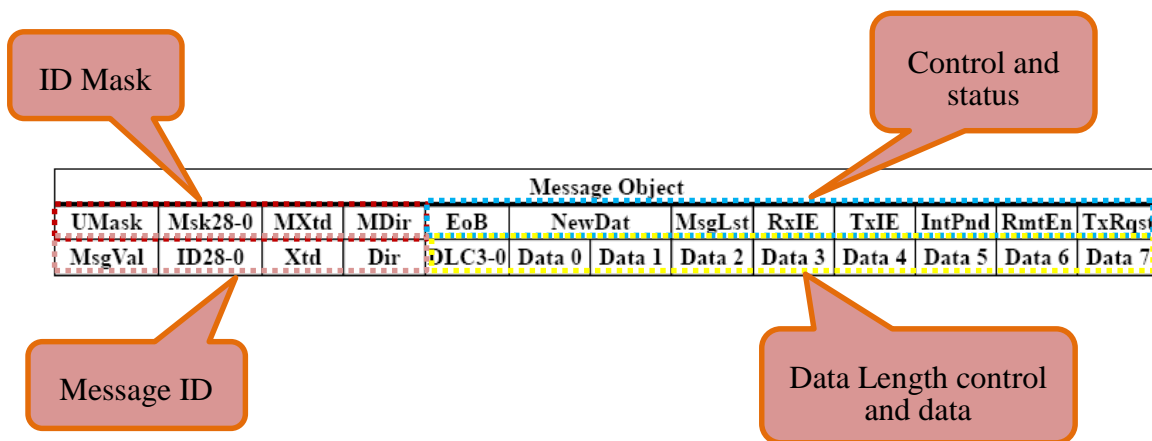 ID Mask
Control and
status
Message Object
UMask Msk28-0 MXtd MDir EoB NewDat MsgLst RxIE TxIE IntPnd RmtEn TxRqst
MsgVal ID28-0 Xtd Dir DLC3-0 Data 0 Data 1 Data 2 Data 3 Data 4 Data 5 Data 6 Data 7
Message ID
Data Length control
and data